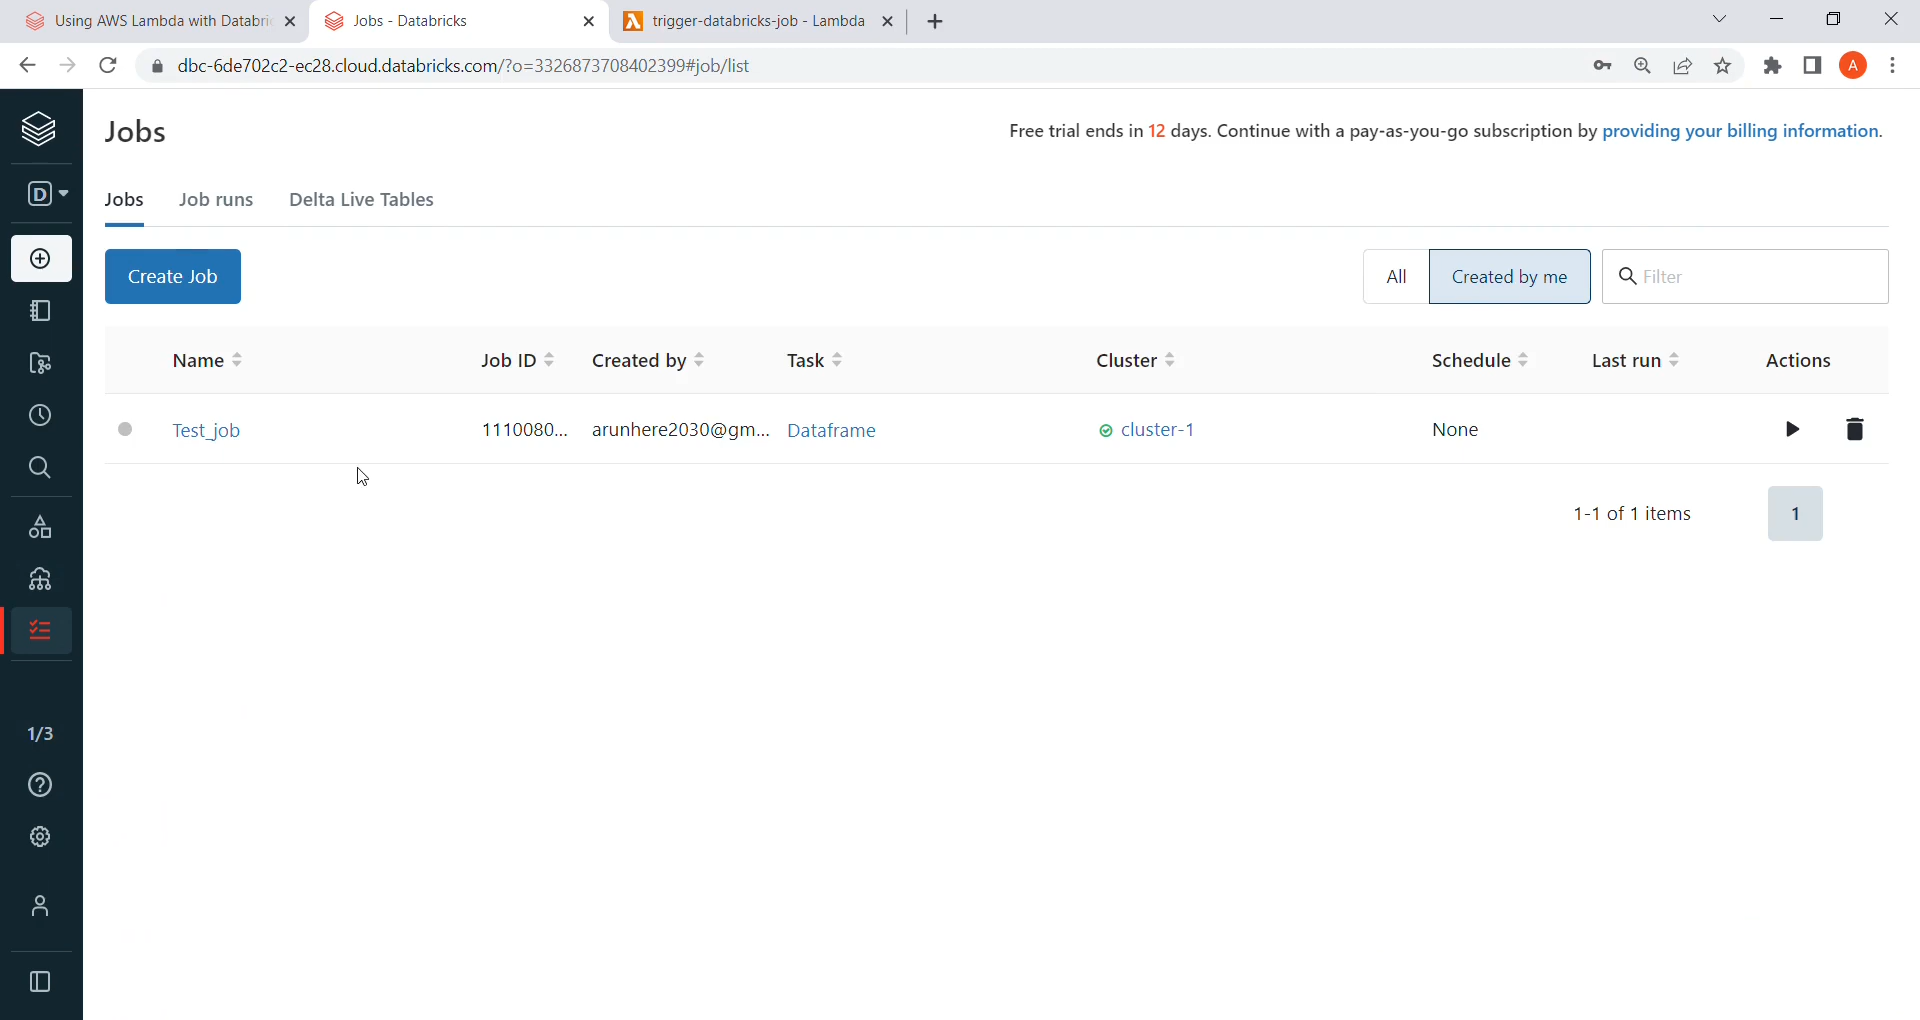 Using AWS Lambda with Databri
Jobs - Databricks
trigger-databricks-job - Lambda
dbc-6de702c2-ec28.cloud.databricks.com/?o=3326873708402399#job/list
A
Jobs
Free trial ends in 12 days. Continue with a pay-as-you-go subscription by providing your billing information.
D
Jobs
Job runs
Delta Live Tables
Create Job
All
Created by me
Filter
Name
Job ID
Created by
Task
Cluster
Schedule
Last run
Actions
Test_job
1110080...
arunhere2030@gm...
Dataframe
cluster-1
None
1-1 of 1 items
1
1/3